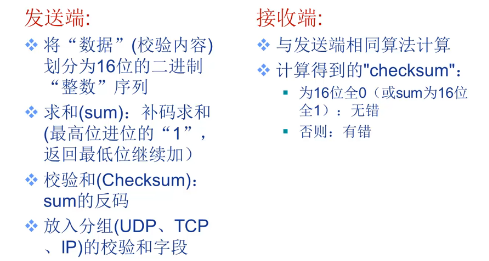 发送端:
将“数据”(校验内容)
划分为16位的二进制
“整数”序列
求和(sum)：补码求和
(最高位进位的“1”，
返回最低位继续加）
校验和(Checksum)：
sum的反码
放入分组(UDP、TCP
、IP)的校验和字段
接收端:
与发送端相同算法计算
计算得到的"checksum"：
为16位全0（或sum为16位
全1）：无错
否则：有错